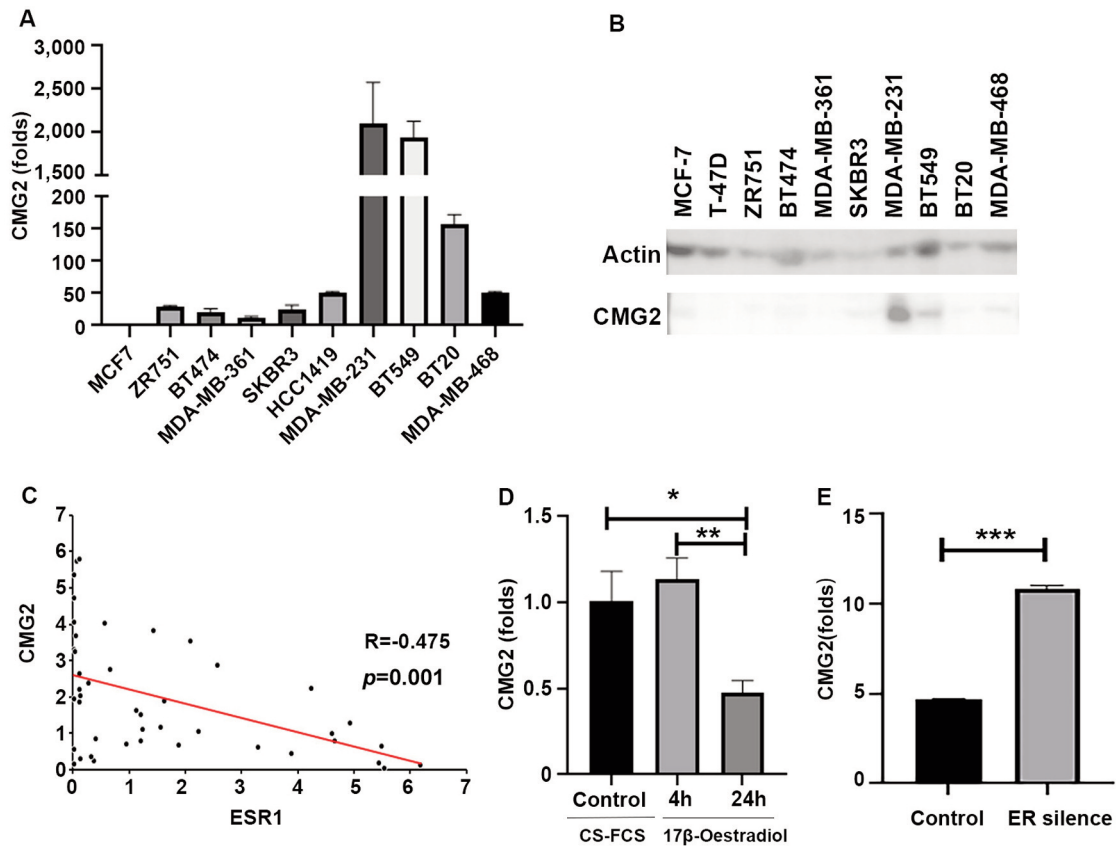 A
CMG2 (folds)
3,000
2,500
2,000
1,500
200
150
100
50
0
MCF7
ZR751
BT474
MDA-MB-361
SKBR3
HCC1419
MDA-MB-231
BT549
BT20
MDA-MB-468
B
MCF-7
T-47D
ZR751
BT474
MDA-MB-361
SKBR3
MDA-MB-231
BT549
BT20
MDA-MB-468
Actin
CMG2
C
CMG2
7
6
5
4
3
2
1
0
R=-0.475
p=0.001
0 1 2 3 4 5 6 7
ESR1
D
CMG2 (folds)
1.5
1.0
0.5
0
*
**
Control 4h 24h
CS-FCS 17β-Oestradiol
E
CMG2(folds)
15
10
5
0
***
Control ER silence